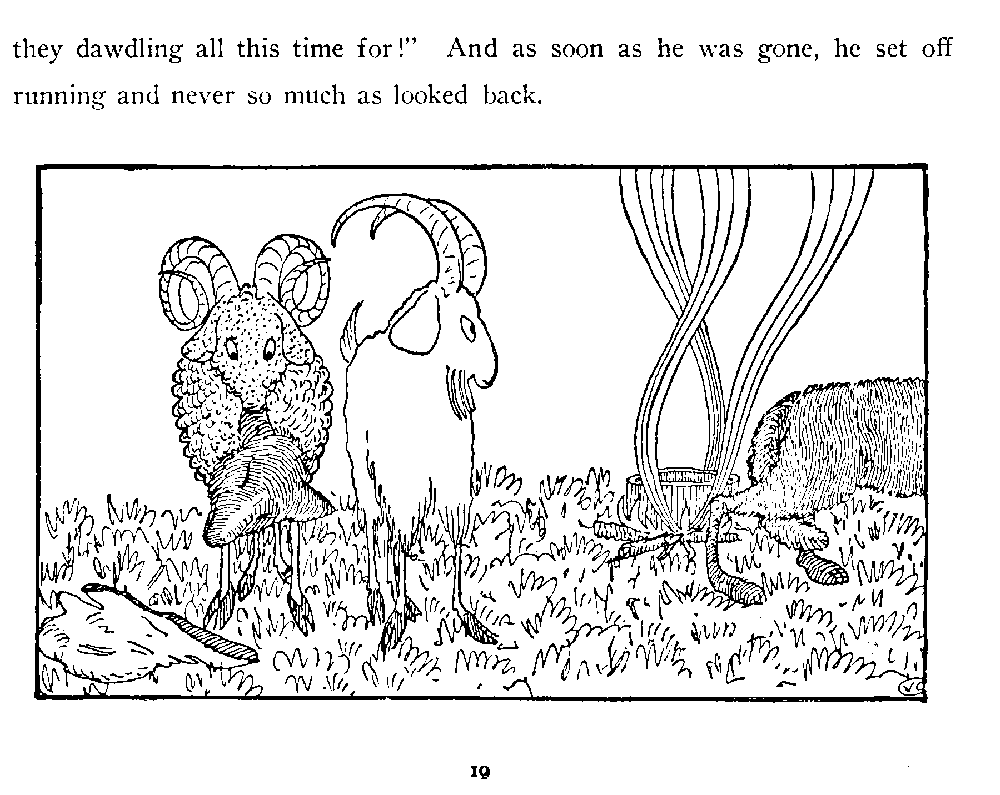 they dawdling all this time for!” And as soon as he was gone, he set off
running and never so much as looked back.
19